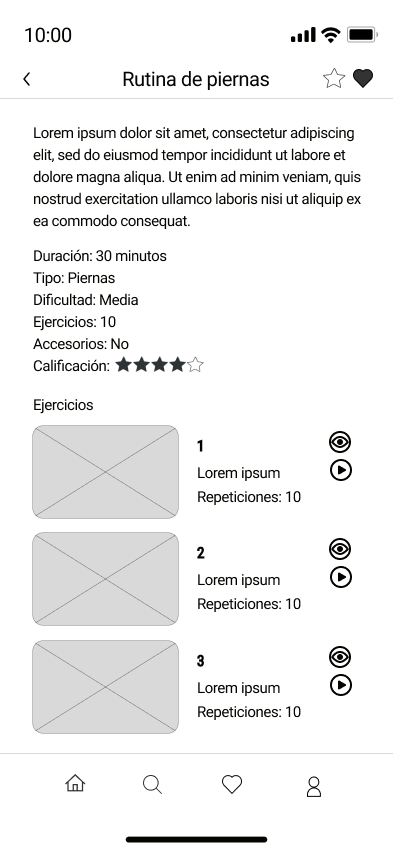 10:00
Rutina de piernas
Lorem ipsum dolor sit amet, consectetur adipiscing
elit, sed do eiusmod tempor incididunt ut labore et
dolore magna aliqua. Ut enim ad minim veniam, quis
nostrud exercitation ullamco laboris nisi ut aliquip ex
ea commodo consequat.
Duración: 30 minutos
Tipo: Piernas
Dificultad: Media
Ejercicios: 10
Accesorios: No
Calificación:
Ejercicios
1
Lorem ipsum
Repeticiones: 10
2
Lorem ipsum
Repeticiones: 10
3
Lorem ipsum
Repeticiones: 10